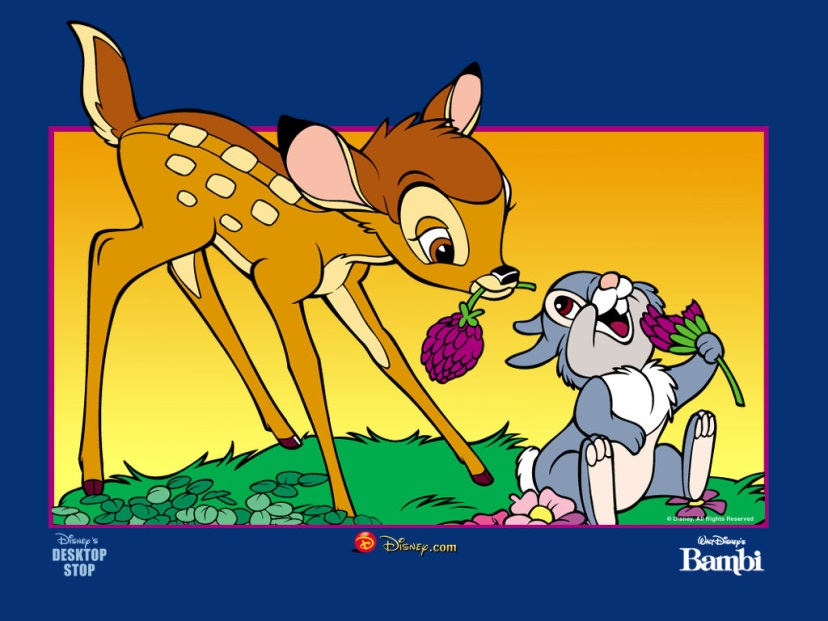 © Disney. All Rights Reserved
Disney's
DESKTOP
STOP
Disney.com
Walt Disney's
Bambi